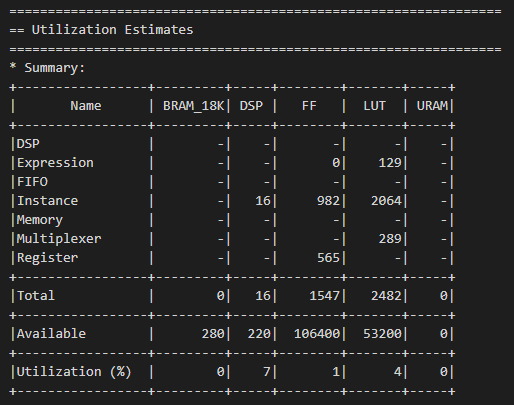 ================================================================
== Utilization Estimates
================================================================
* Summary:
+-----------------+---------+-----+--------+-------+-----+
|       Name      | BRAM_18K| DSP |   FF   |  LUT  | URAM|
+-----------------+---------+-----+--------+-------+-----+
|DSP              |        -|    -|       -|      -|    -|
|Expression       |        -|    -|       0|    129|    -|
|FIFO             |        -|    -|       -|      -|    -|
|Instance         |        -|   16|     982|   2064|    -|
|Memory           |        -|    -|       -|      -|    -|
|Multiplexer      |        -|    -|       -|    289|    -|
|Register         |        -|    -|     565|      -|    -|
+-----------------+---------+-----+--------+-------+-----+
|Total            |        0|   16|    1547|   2482|    0|
+-----------------+---------+-----+--------+-------+-----+
|Available        |      280|  220|  106400|  53200|    0|
+-----------------+---------+-----+--------+-------+-----+
|Utilization (%)  |        0|    7|       1|      4|    0|
+-----------------+---------+-----+--------+-------+-----+